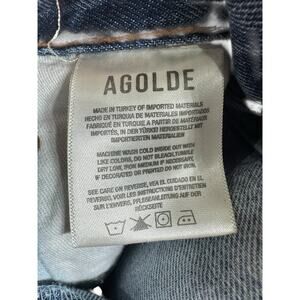 AGOLDE
MADE IN TURKEY OF IMPORTED MATERIALS
HECHO EN TURQUIA DE MATERIALES IMPORTADOS
FABRIQUÉ EN TURQUIE A PARTIR DE MATERIAUX
IMPORTÉS, IN DER TÜRKEI HERGESTELLT MIT
IMPORTIERTEN MATERIALIEN
MACHINE WASH COLD INSIDE OUT WITH
LIKE COLORS, DO NOT BLEACH, TUMBLE
DRY LOW, IRON MEDIUM IF NECESSARY,
IF DECORATED OR PRINTED DO NOT IRON.
SEE CARE ON REVERSE, VEA EL CUIDADO EN EL
REVERSO, VOIR LES INSTRUCTIONS D'ENTRETIEN
SUR L'ENVERS, PFLEGEANLEITUNG AUF DER
RÜCKSEITE